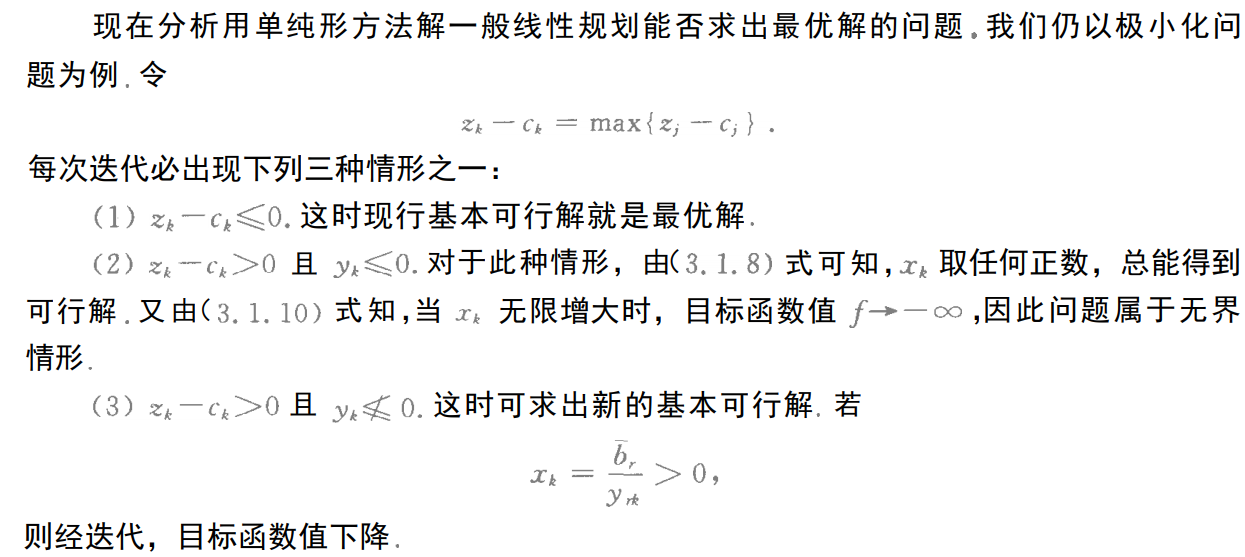 现在分析用单纯形方法解一般线性规划能否求出最优解的问题.我们仍以极小化问
题为例.令
z_k - c_k = max{z_j - c_j}.
每次迭代必出现下列三种情形之一:
(1) z_k-c_k≤0.这时现行基本可行解就是最优解.
(2) z_k-c_k>0 且 y_k≤0.对于此种情形,由(3.1.8)式可知,x_k 取任何正数,总能得到
可行解.又由(3.1.10)式知,当 x_k 无限增大时,目标函数值 f→-∞,因此问题属于无界
情形.
(3) z_k-c_k>0 且 y_k≰0.这时可求出新的基本可行解.若
x_k = \frac{\bar{b}_r}{y_{rk}} > 0,
则经迭代,目标函数值下降.